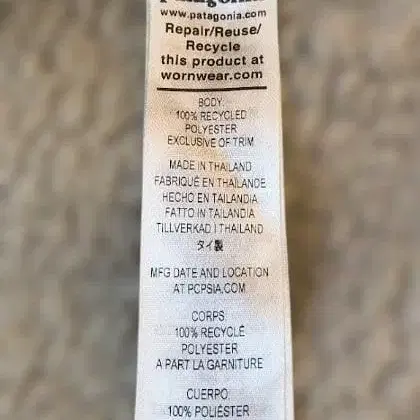 patagonia
www.patagonia.com
Repair/Reuse/
Recycle
this product at
wornwear.com
BODY:
100% RECYCLED
POLYESTER
EXCLUSIVE OF TRIM
MADE IN THAILAND
FABRIQUÉ EN THAILANDE
HECHO EN TAILANDIA
FATTO IN TAILANDIA
TILLVERKAD I THAILAND
タイ製
MFG DATE AND LOCATION
AT PCPSIA.COM
CORPS:
100% RECYCLÉ
POLYESTER
A PART LA GARNITURE
CUERPO
100% POLIÉSTER